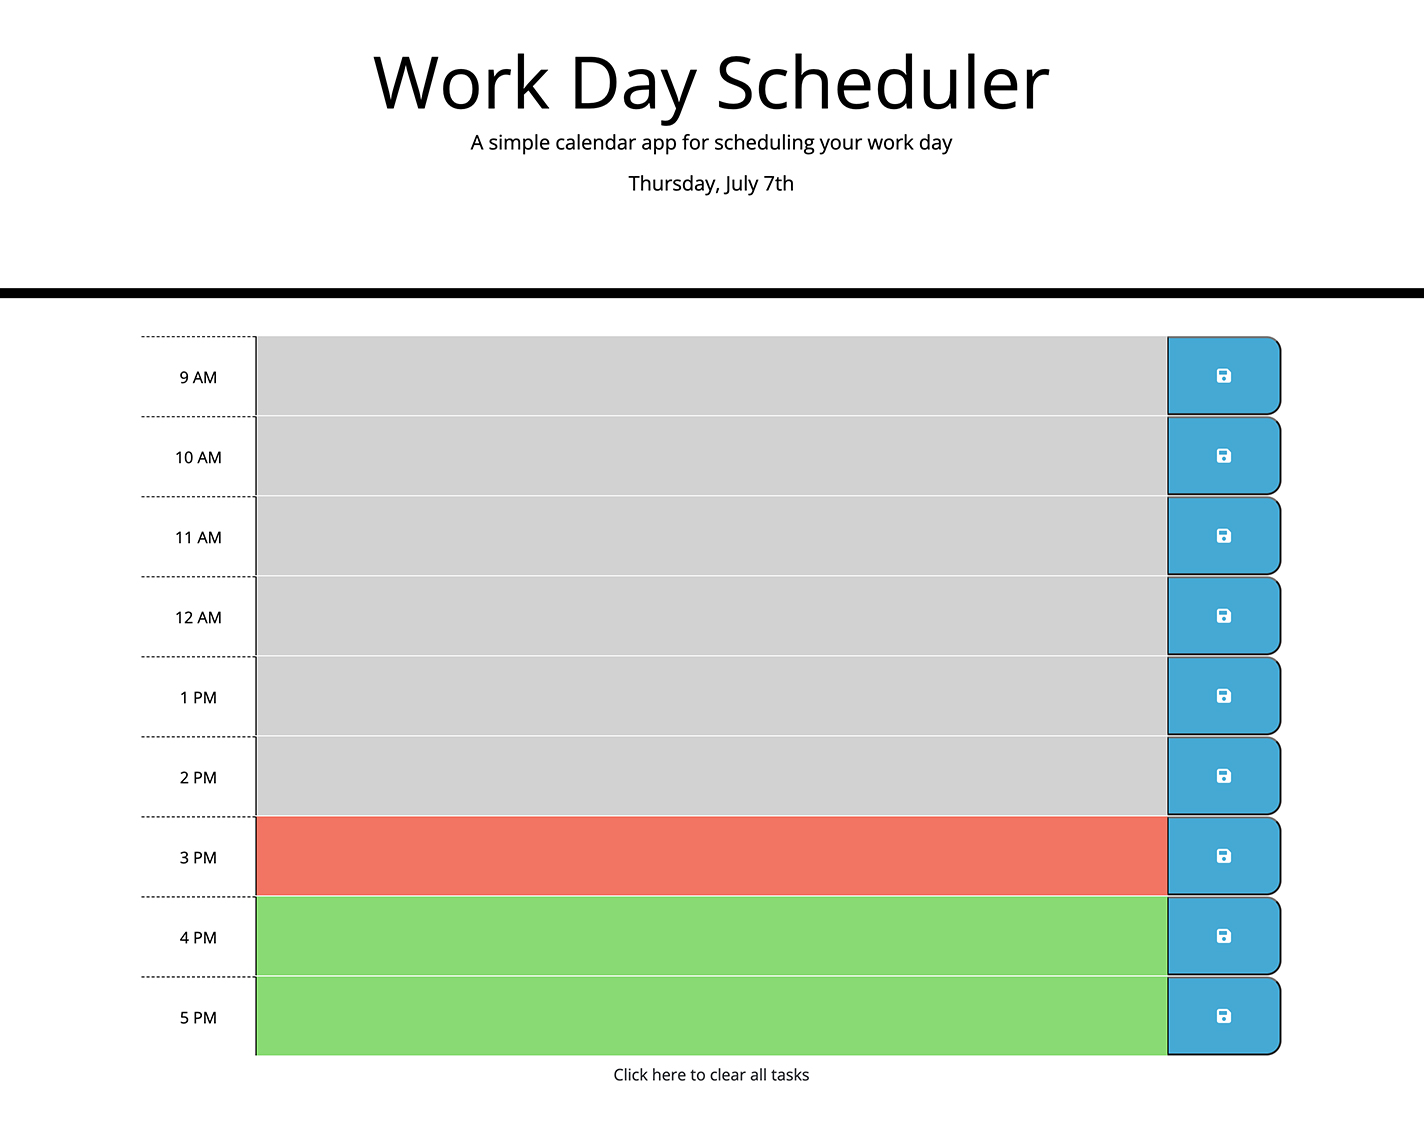 Work Day Scheduler
A simple calendar app for scheduling your work day
Thursday, July 7th
9 AM
10 AM
11 AM
12 AM
1 PM
2 PM
3 PM
4 PM
5 PM
Click here to clear all tasks